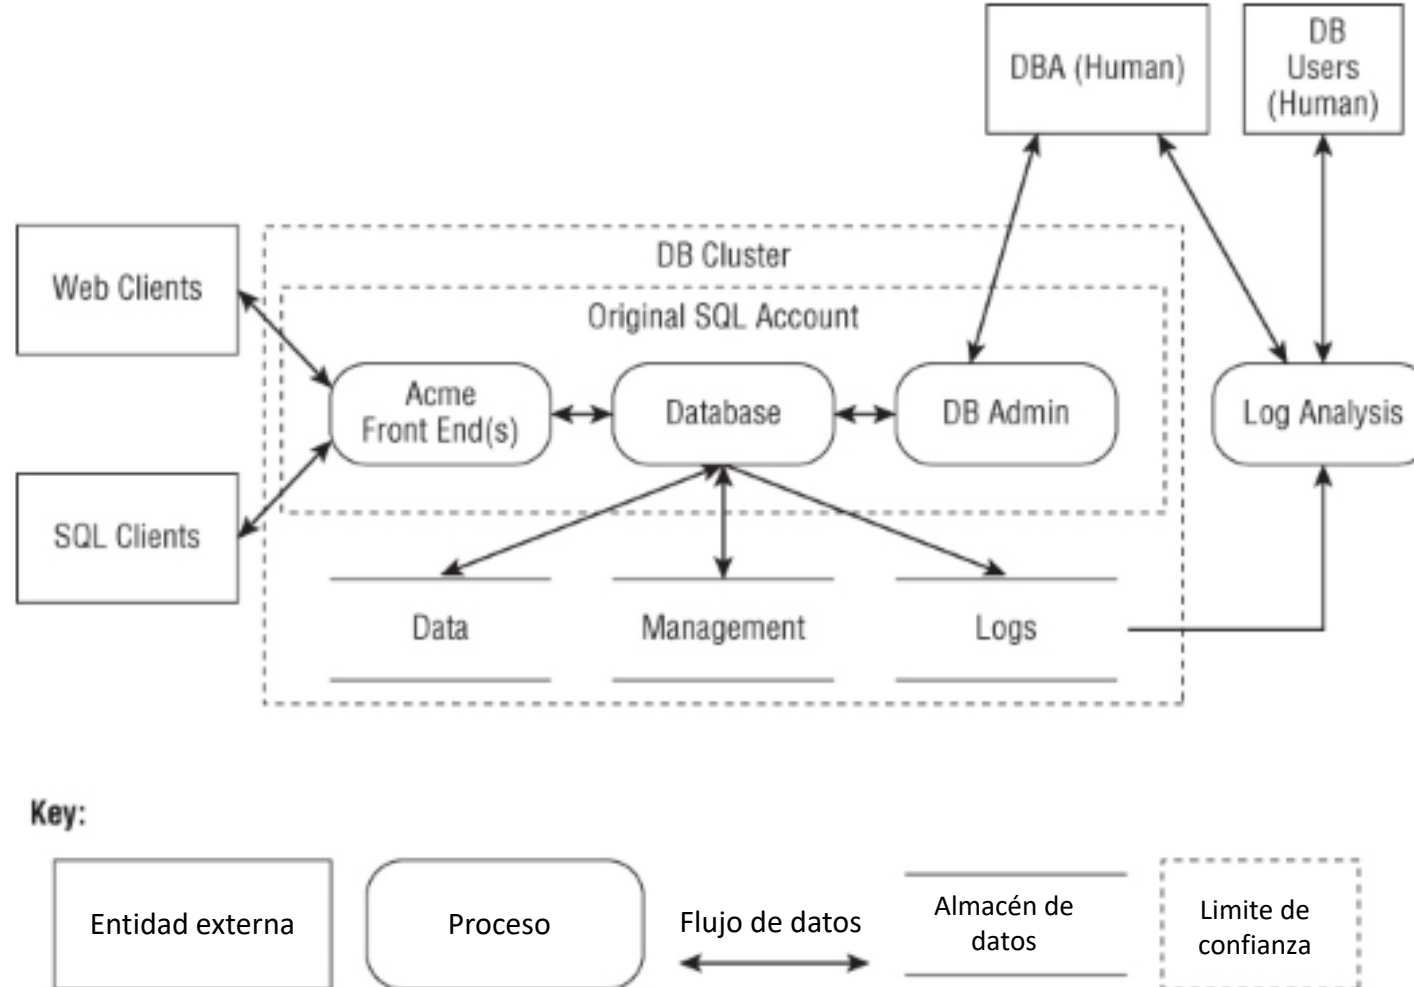 DBA (Human)
DB
Users
(Human)
Web Clients
DB Cluster
Original SQL Account
Acme
Front End(s)
Database
DB Admin
Log Analysis
SQL Clients
Data
Management
Logs
Key:
Entidad externa
Proceso
Flujo de datos
Almacén de
datos
Limite de
confianza